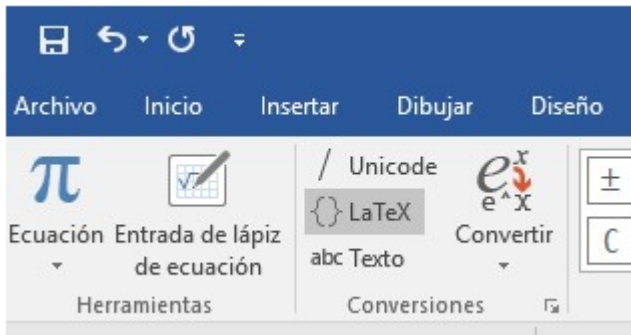 Archivo Inicio Insertar Dibujar Diseño
π
Ecuación
Entrada de lápiz
de ecuación
/ Unicode
{} LaTeX
abc Texto
e^x
e^x
Convertir
±
C
Herramientas
Conversiones